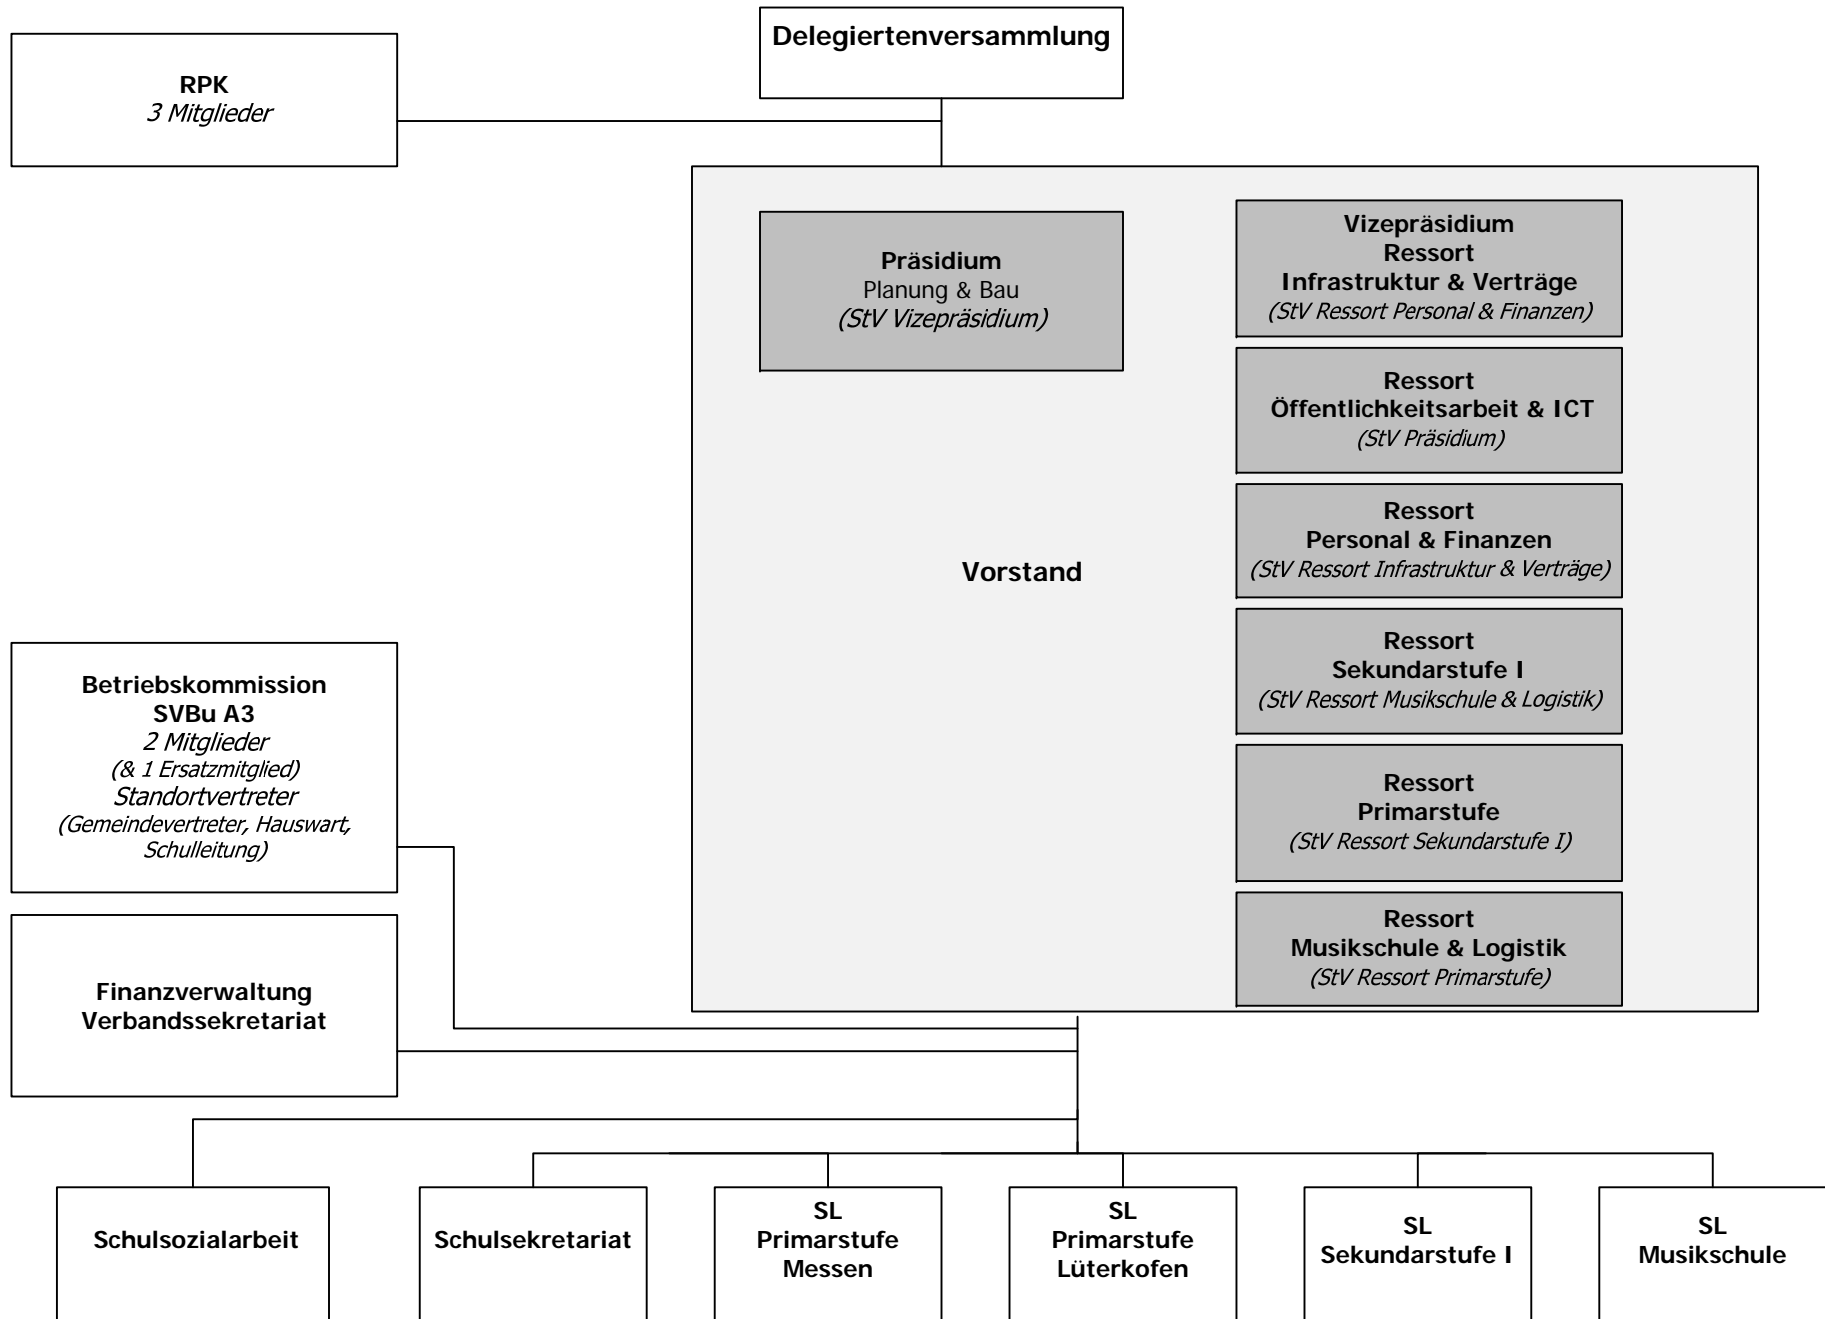 Delegiertenversammlung
RPK
3 Mitglieder
Präsidium
Planung & Bau
(StV Vizepräsidium)
Vizepräsidium
Ressort
Infrastruktur & Verträge
(StV Ressort Personal & Finanzen)
Ressort
Öffentlichkeitsarbeit & ICT
(StV Präsidium)
Ressort
Personal & Finanzen
(StV Ressort Infrastruktur & Verträge)
Vorstand
Ressort
Sekundarstufe I
(StV Ressort Musikschule & Logistik)
Ressort
Primarstufe
(StV Ressort Sekundarstufe I)
Ressort
Musikschule & Logistik
(StV Ressort Primarstufe)
Betriebskommission
SVBu A3
2 Mitglieder
(& 1 Ersatzmitglied)
Standortvertreter
(Gemeindevertreter, Hauswart,
Schulleitung)
Finanzverwaltung
Verbandssekretariat
Schulsozialarbeit
Schulsekretariat
SL
Primarstufe
Messen
SL
Primarstufe
Lüterkofen
SL
Sekundarstufe I
SL
Musikschule